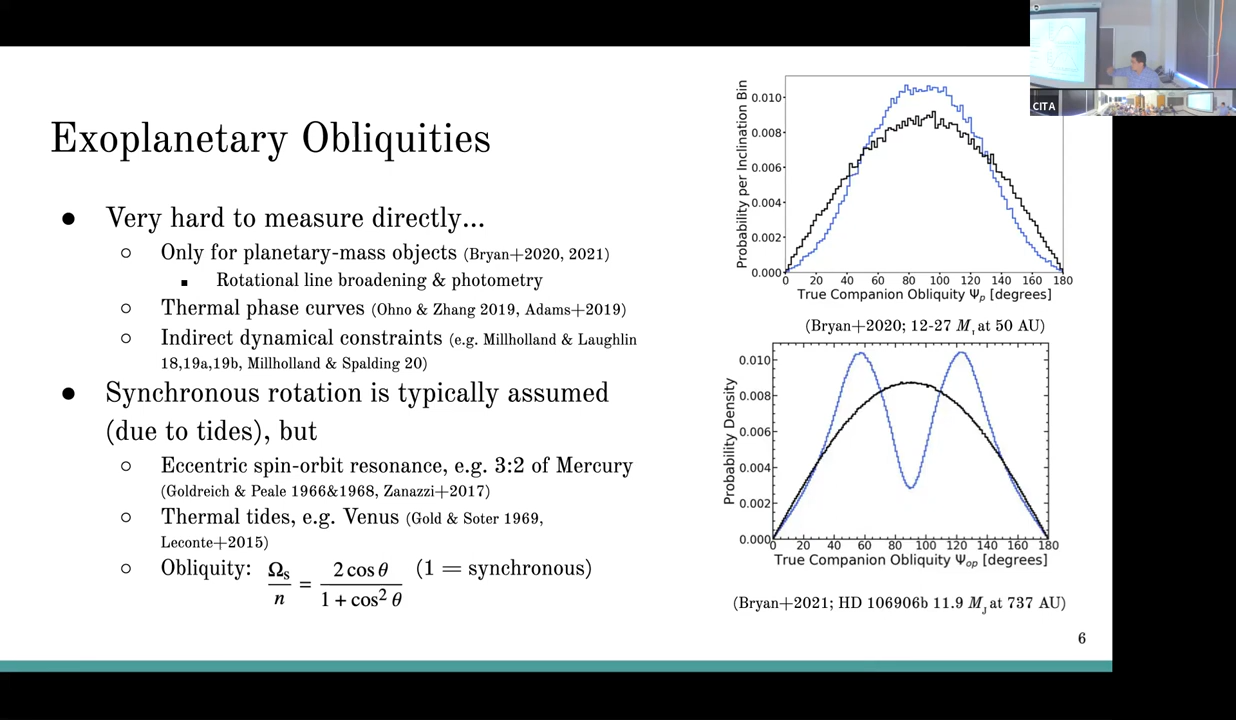 Exoplanetary Obliquities
● Very hard to measure directly...
○ Only for planetary-mass objects (Bryan+2020, 2021)
■ Rotational line broadening & photometry
○ Thermal phase curves (Ohno & Zhang 2019, Adams+2019)
○ Indirect dynamical constraints (e.g. Millholland & Laughlin
18,19a,19b, Millholland & Spalding 20)
● Synchronous rotation is typically assumed
(due to tides), but
○ Eccentric spin-orbit resonance, e.g. 3:2 of Mercury
(Goldreich & Peale 1966&1968, Zanazzi+2017)
○ Thermal tides, e.g. Venus (Gold & Soter 1969,
Leconte+2015)
○ Obliquity: Ωs/n = 2 cos θ / 1 + cos² θ (1 = synchronous)
Probability per Inclination Bin
0.010
0.008
0.006
0.004
0.002
0.000
0 20 40 60 80 100 120 140 160 180
True Companion Obliquity Ψp [degrees]
(Bryan+2020; 12-27 MJ at 50 AU)
Probability Density
0.010
0.008
0.006
0.004
0.002
0.000
0 20 40 60 80 100 120 140 160 180
True Companion Obliquity Ψop [degrees]
(Bryan+2021; HD 106906b 11.9 MJ at 737 AU)
6
CITA